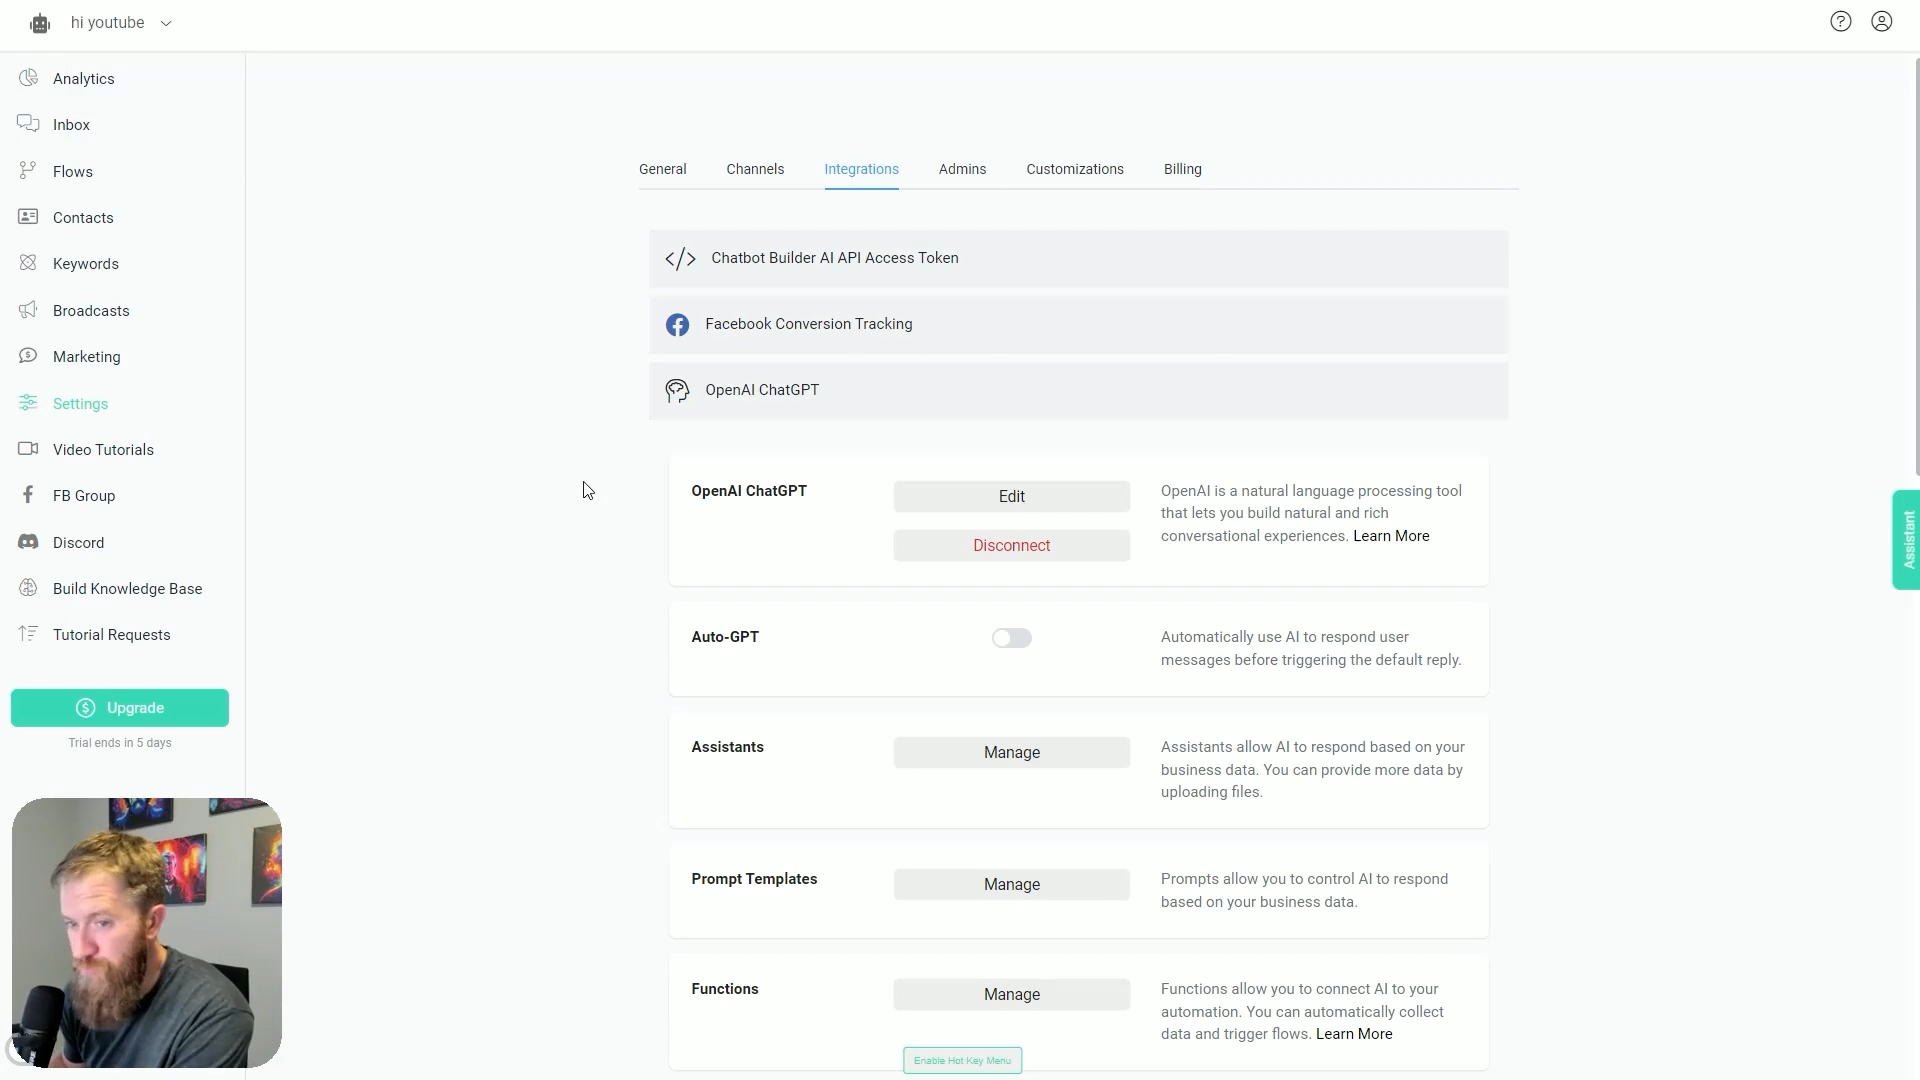 hi youtube
Analytics
Inbox
Flows
Contacts
Keywords
Broadcasts
Marketing
Settings
Video Tutorials
FB Group
Discord
Build Knowledge Base
Tutorial Requests
Upgrade
Trial ends in 5 days
General Channels Integrations Admins Customizations Billing
Chatbot Builder AI API Access Token
Facebook Conversion Tracking
OpenAI ChatGPT
OpenAI ChatGPT
Edit
Disconnect
OpenAI is a natural language processing tool
that lets you build natural and rich
conversational experiences. Learn More
Auto-GPT
Automatically use AI to respond user
messages before triggering the default reply.
Assistants
Manage
Assistants allow AI to respond based on your
business data. You can provide more data by
uploading files.
Prompt Templates
Manage
Prompts allow you to control AI to respond
based on your business data.
Functions
Manage
Functions allow you to connect AI to your
automation. You can automatically collect
data and trigger flows. Learn More
Enable Hot Key Menu
Assistant